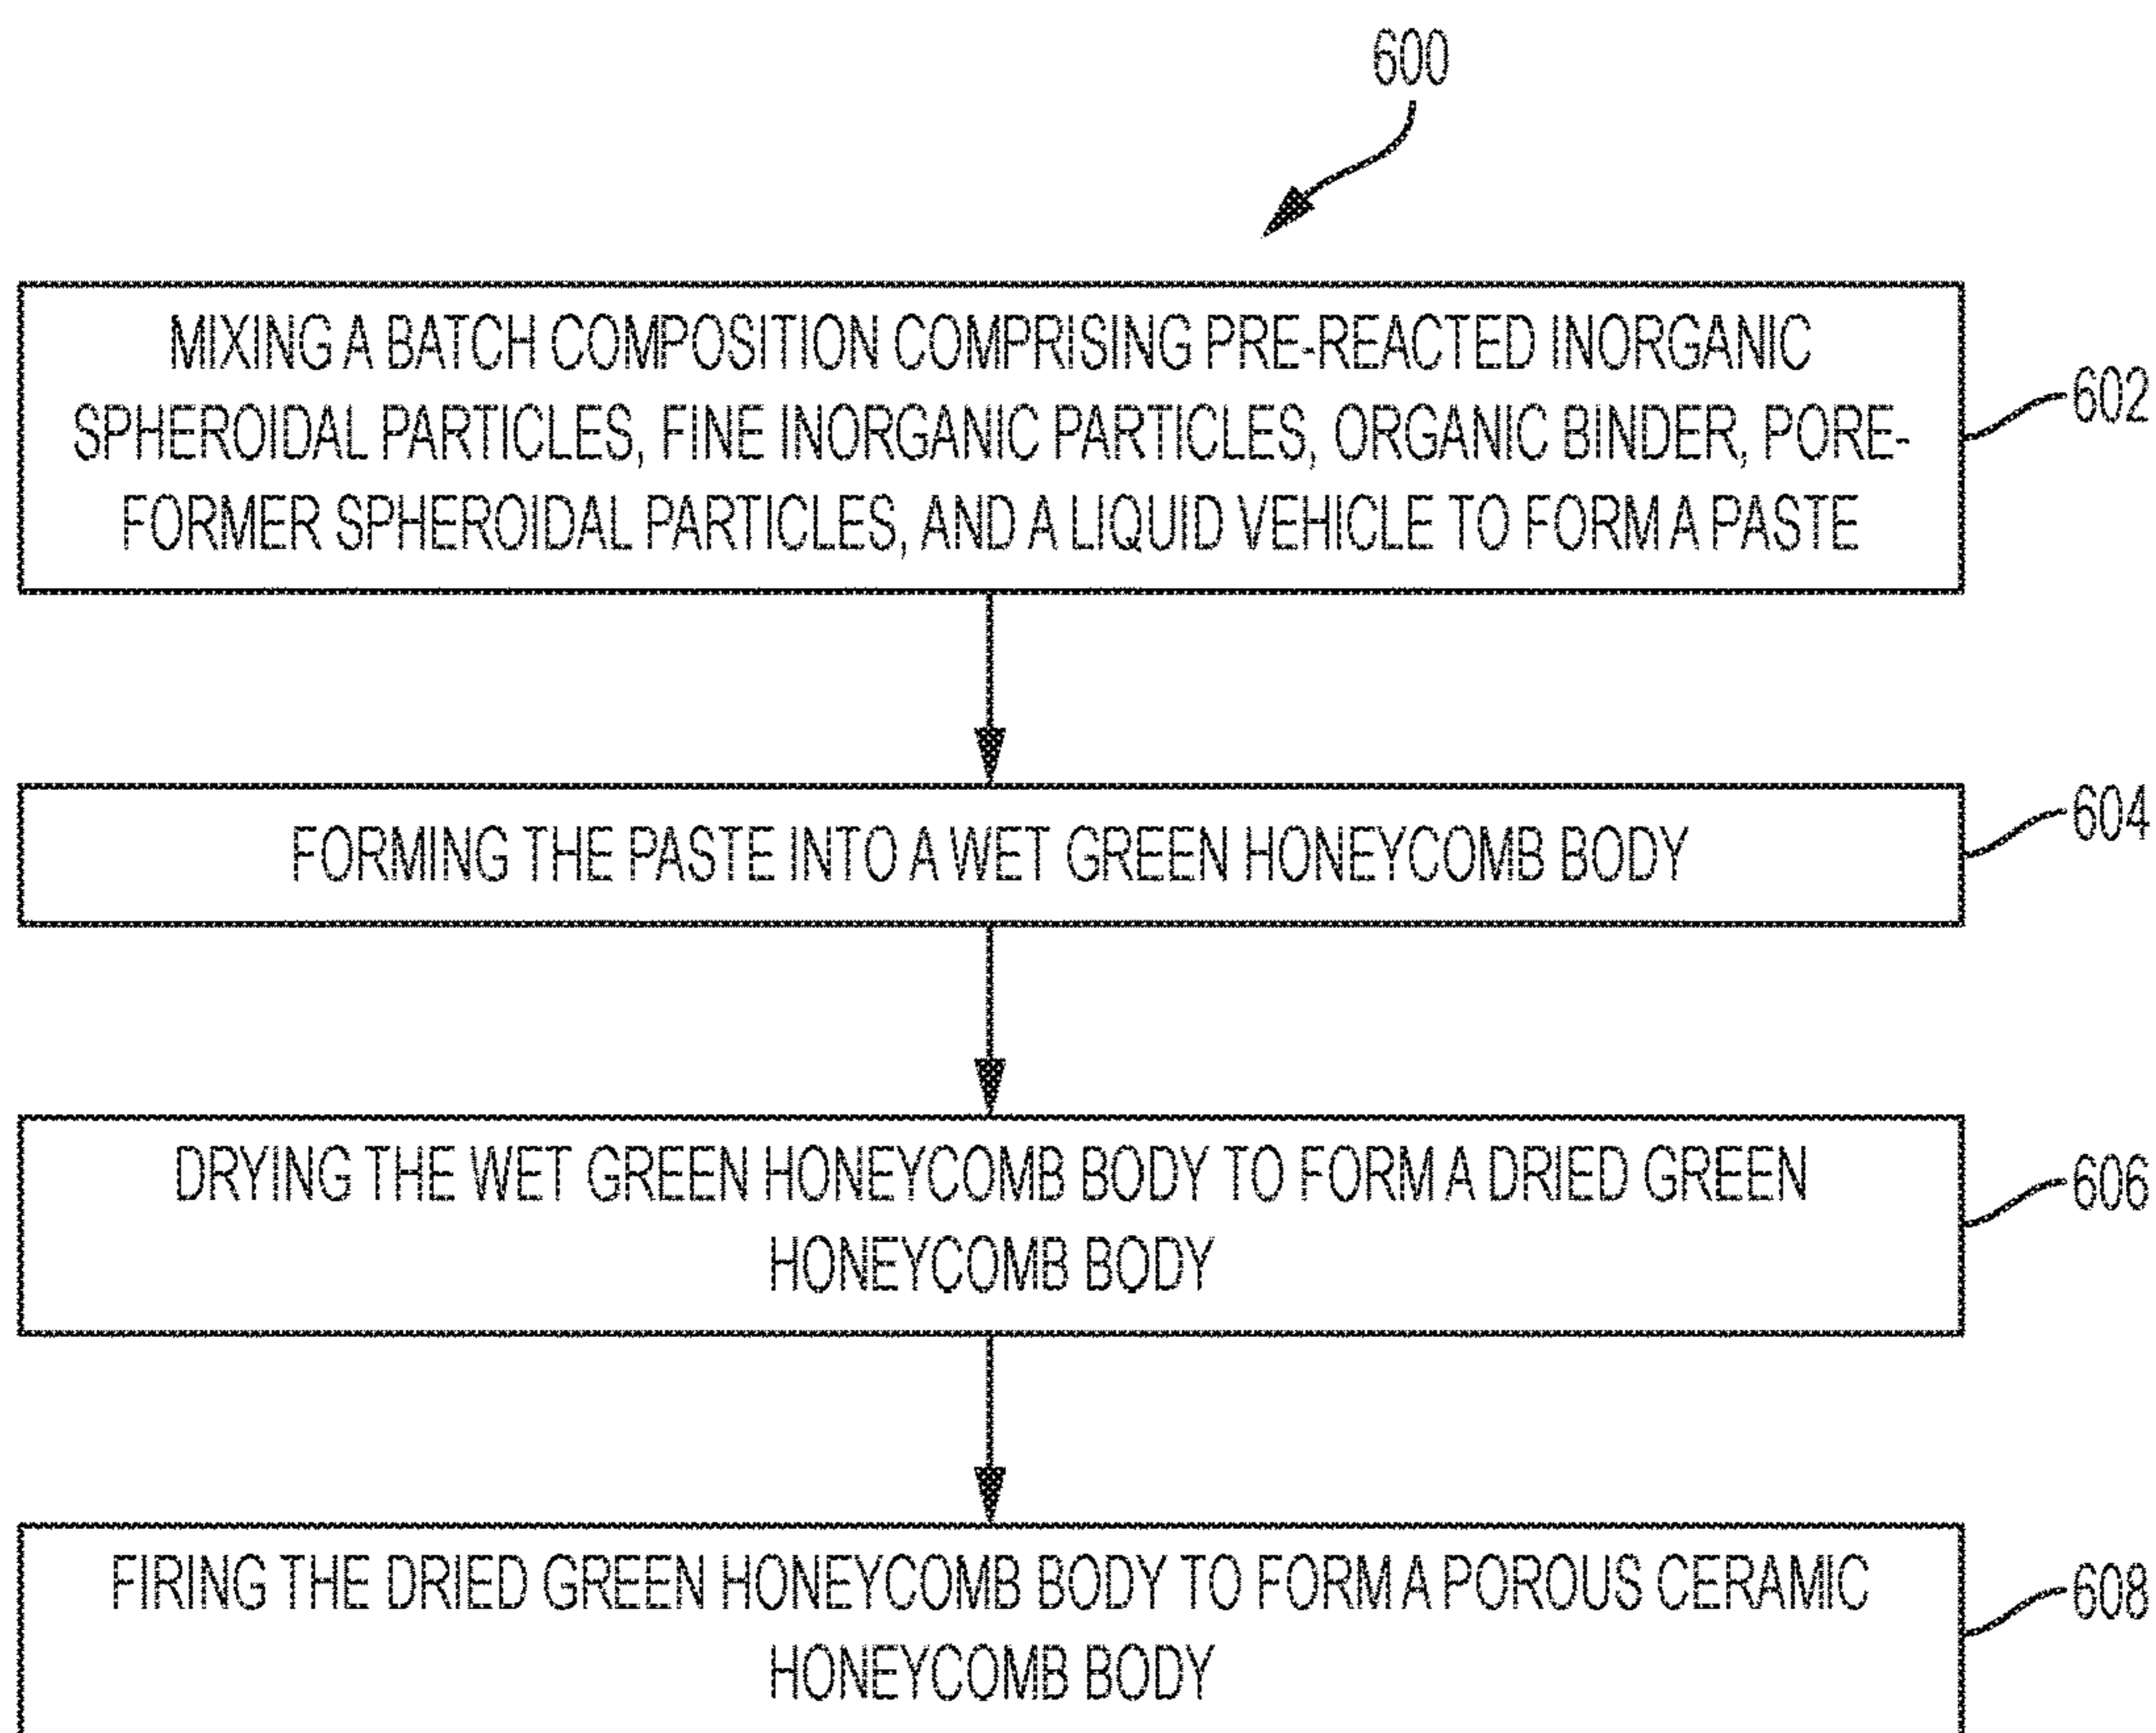 600
MIXING A BATCH COMPOSITION COMPRISING PRE-REACTED INORGANIC
SPHEROIDAL PARTICLES, FINE INORGANIC PARTICLES, ORGANIC BINDER, PORE-
FORMER SPHEROIDAL PARTICLES, AND A LIQUID VEHICLE TO FORM A PASTE
602
FORMING THE PASTE INTO A WET GREEN HONEYCOMB BODY
604
DRYING THE WET GREEN HONEYCOMB BODY TO FORM A DRIED GREEN
HONEYCOMB BODY
606
FIRING THE DRIED GREEN HONEYCOMB BODY TO FORM A POROUS CERAMIC
HONEYCOMB BODY
608